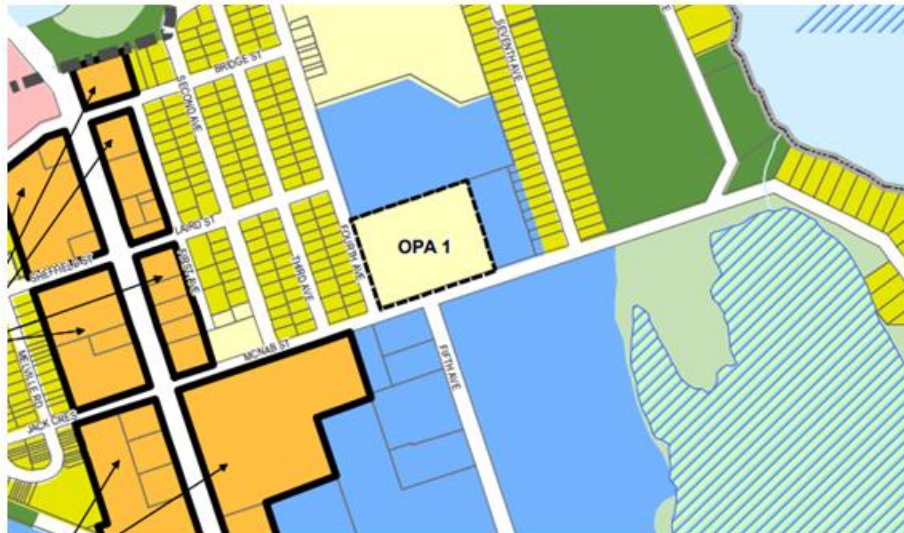 BRIDGE ST
SECOND AVE
SEVENTH AVE
LAIRD ST
FIRST AVE
THIRD AVE
FOURTH AVE
OPA 1
SHEFFIELD ST
MCNAB ST
FIFTH AVE
MELVILLE RD
JACK CRES